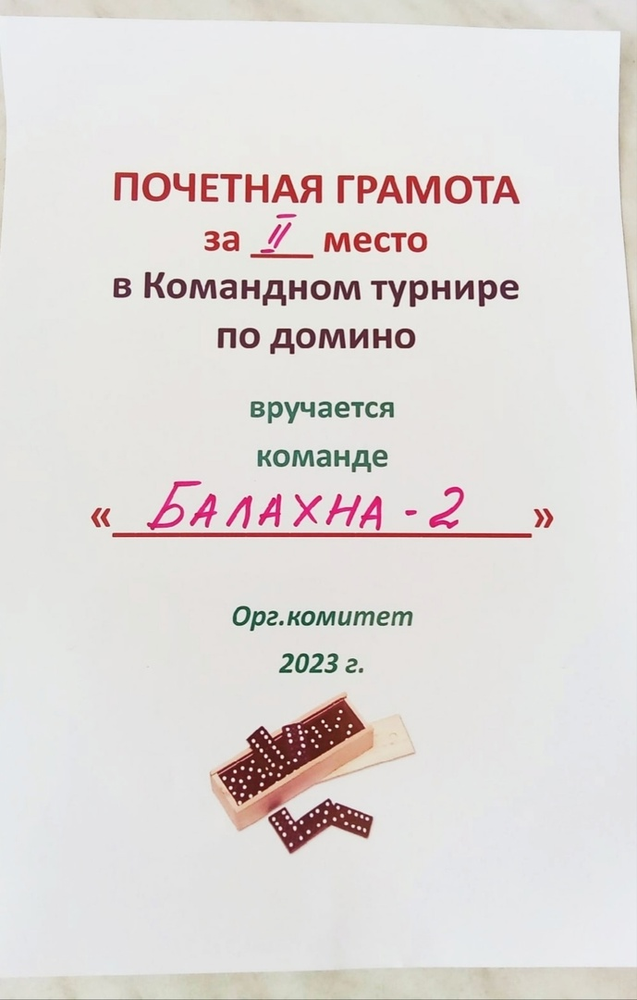 ПОЧЕТНАЯ ГРАМОТА
за II место
в Командном турнире
по домино
вручается
команде
« БАЛАХНА - 2 »
Орг.комитет
2023 г.